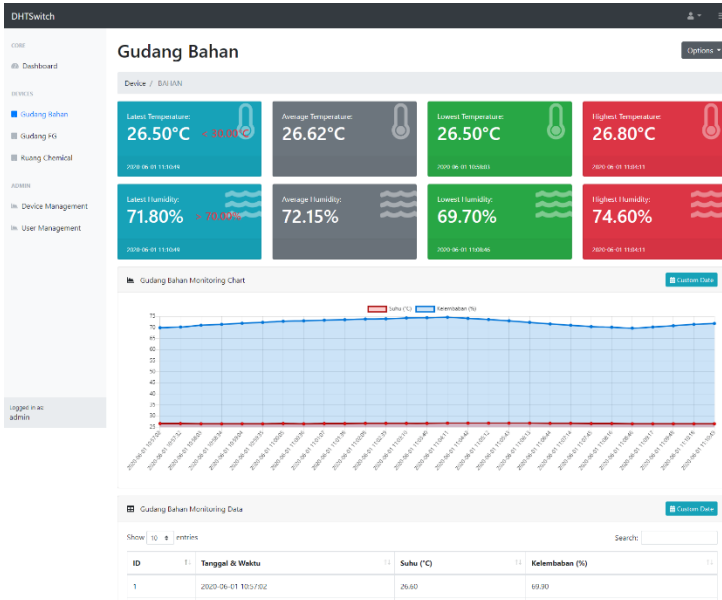 DHTSwitch
CORE
Dashboard
DEVICES
Gudang Bahan
Gudang FG
Ruang Chemical
ADMIN
Device Management
User Management
Logged in as:
admin
Gudang Bahan
Options
Device / BAHAN
Latest Temperature:
26.50°C < 30.00°C
2020-06-01 11:10:49
Average Temperature:
26.62°C
Lowest Temperature:
26.50°C
2020-06-01 10:58:03
Highest Temperature:
26.80°C
2020-06-01 11:04:11
Latest Humidity:
71.80% > 70.00%
2020-06-01 11:10:49
Average Humidity:
72.15%
Lowest Humidity:
69.70%
2020-06-01 11:08:46
Highest Humidity:
74.60%
2020-06-01 11:04:11
Gudang Bahan Monitoring Chart
Custom Date
Suhu (°C) Kelembaban (%)
75
70
65
60
55
50
45
40
35
30
25
Gudang Bahan Monitoring Data
Custom Date
Show 10 entries
Search:
ID Tanggal & Waktu Suhu (°C) Kelembaban (%)
1 2020-06-01 10:57:02 26.60 69.90